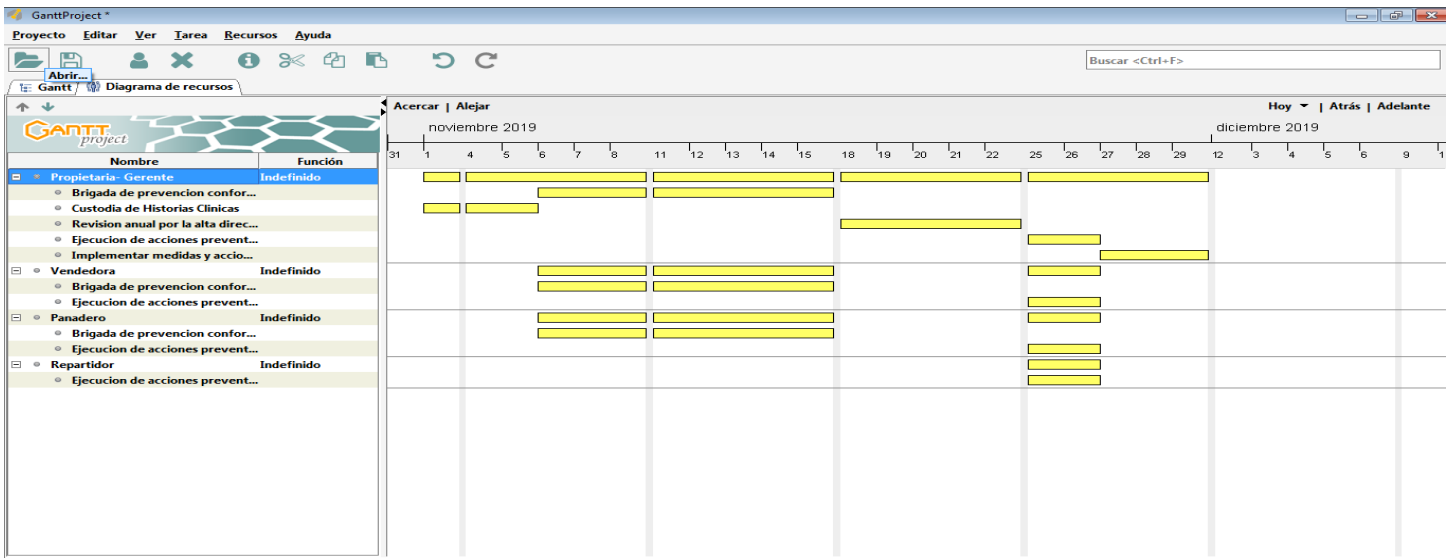 GanttProject *
Proyecto Editar Ver Tarea Recursos Ayuda
Buscar <Ctrl+F>
Abrir...
Gantt Diagrama de recursos
Acercar | Alejar Hoy | Atrás | Adelante
GANTT project
noviembre 2019 diciembre 2019
31 1 4 5 6 7 8 11 12 13 14 15 18 19 20 21 22 25 26 27 28 29 2 3 4 5 6 9 1
Nombre Función
Propietaria- Gerente Indefinido
Brigada de prevencion confor...
Custodia de Historias Clinicas
Revision anual por la alta direc...
Ejecucion de acciones prevent...
Implementar medidas y accio...
Vendedora Indefinido
Brigada de prevencion confor...
Ejecucion de acciones prevent...
Panadero Indefinido
Brigada de prevencion confor...
Ejecucion de acciones prevent...
Repartidor Indefinido
Ejecucion de acciones prevent...